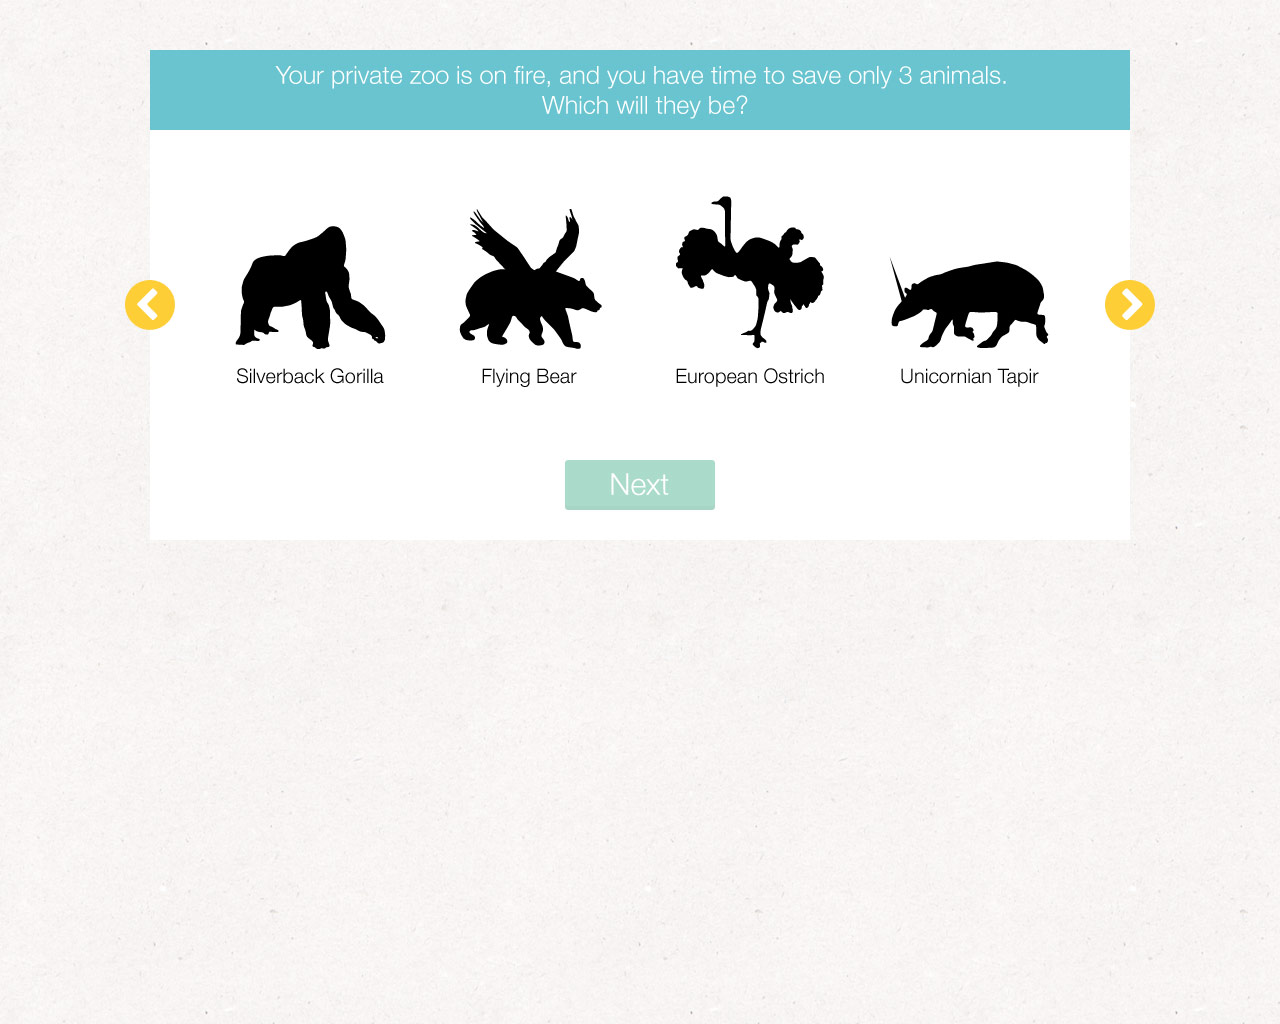 Your private zoo is on fire, and you have time to save only 3 animals.
Which will they be?
Silverback Gorilla
Flying Bear
European Ostrich
Unicornian Tapir
Next